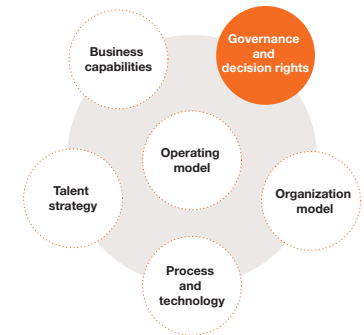 Business
capabilities
Governance
and
decision rights
Operating
model
Talent
strategy
Organization
model
Process
and
technology